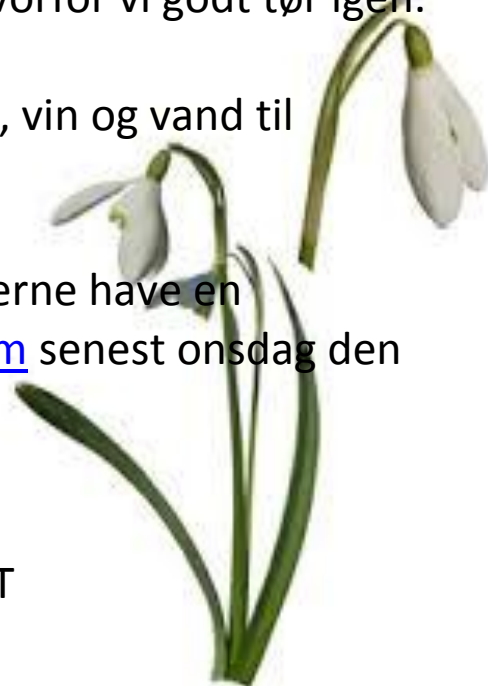 vorfor vi godt tør igen.
, vin og vand til
erne have en
m senest onsdag den
T